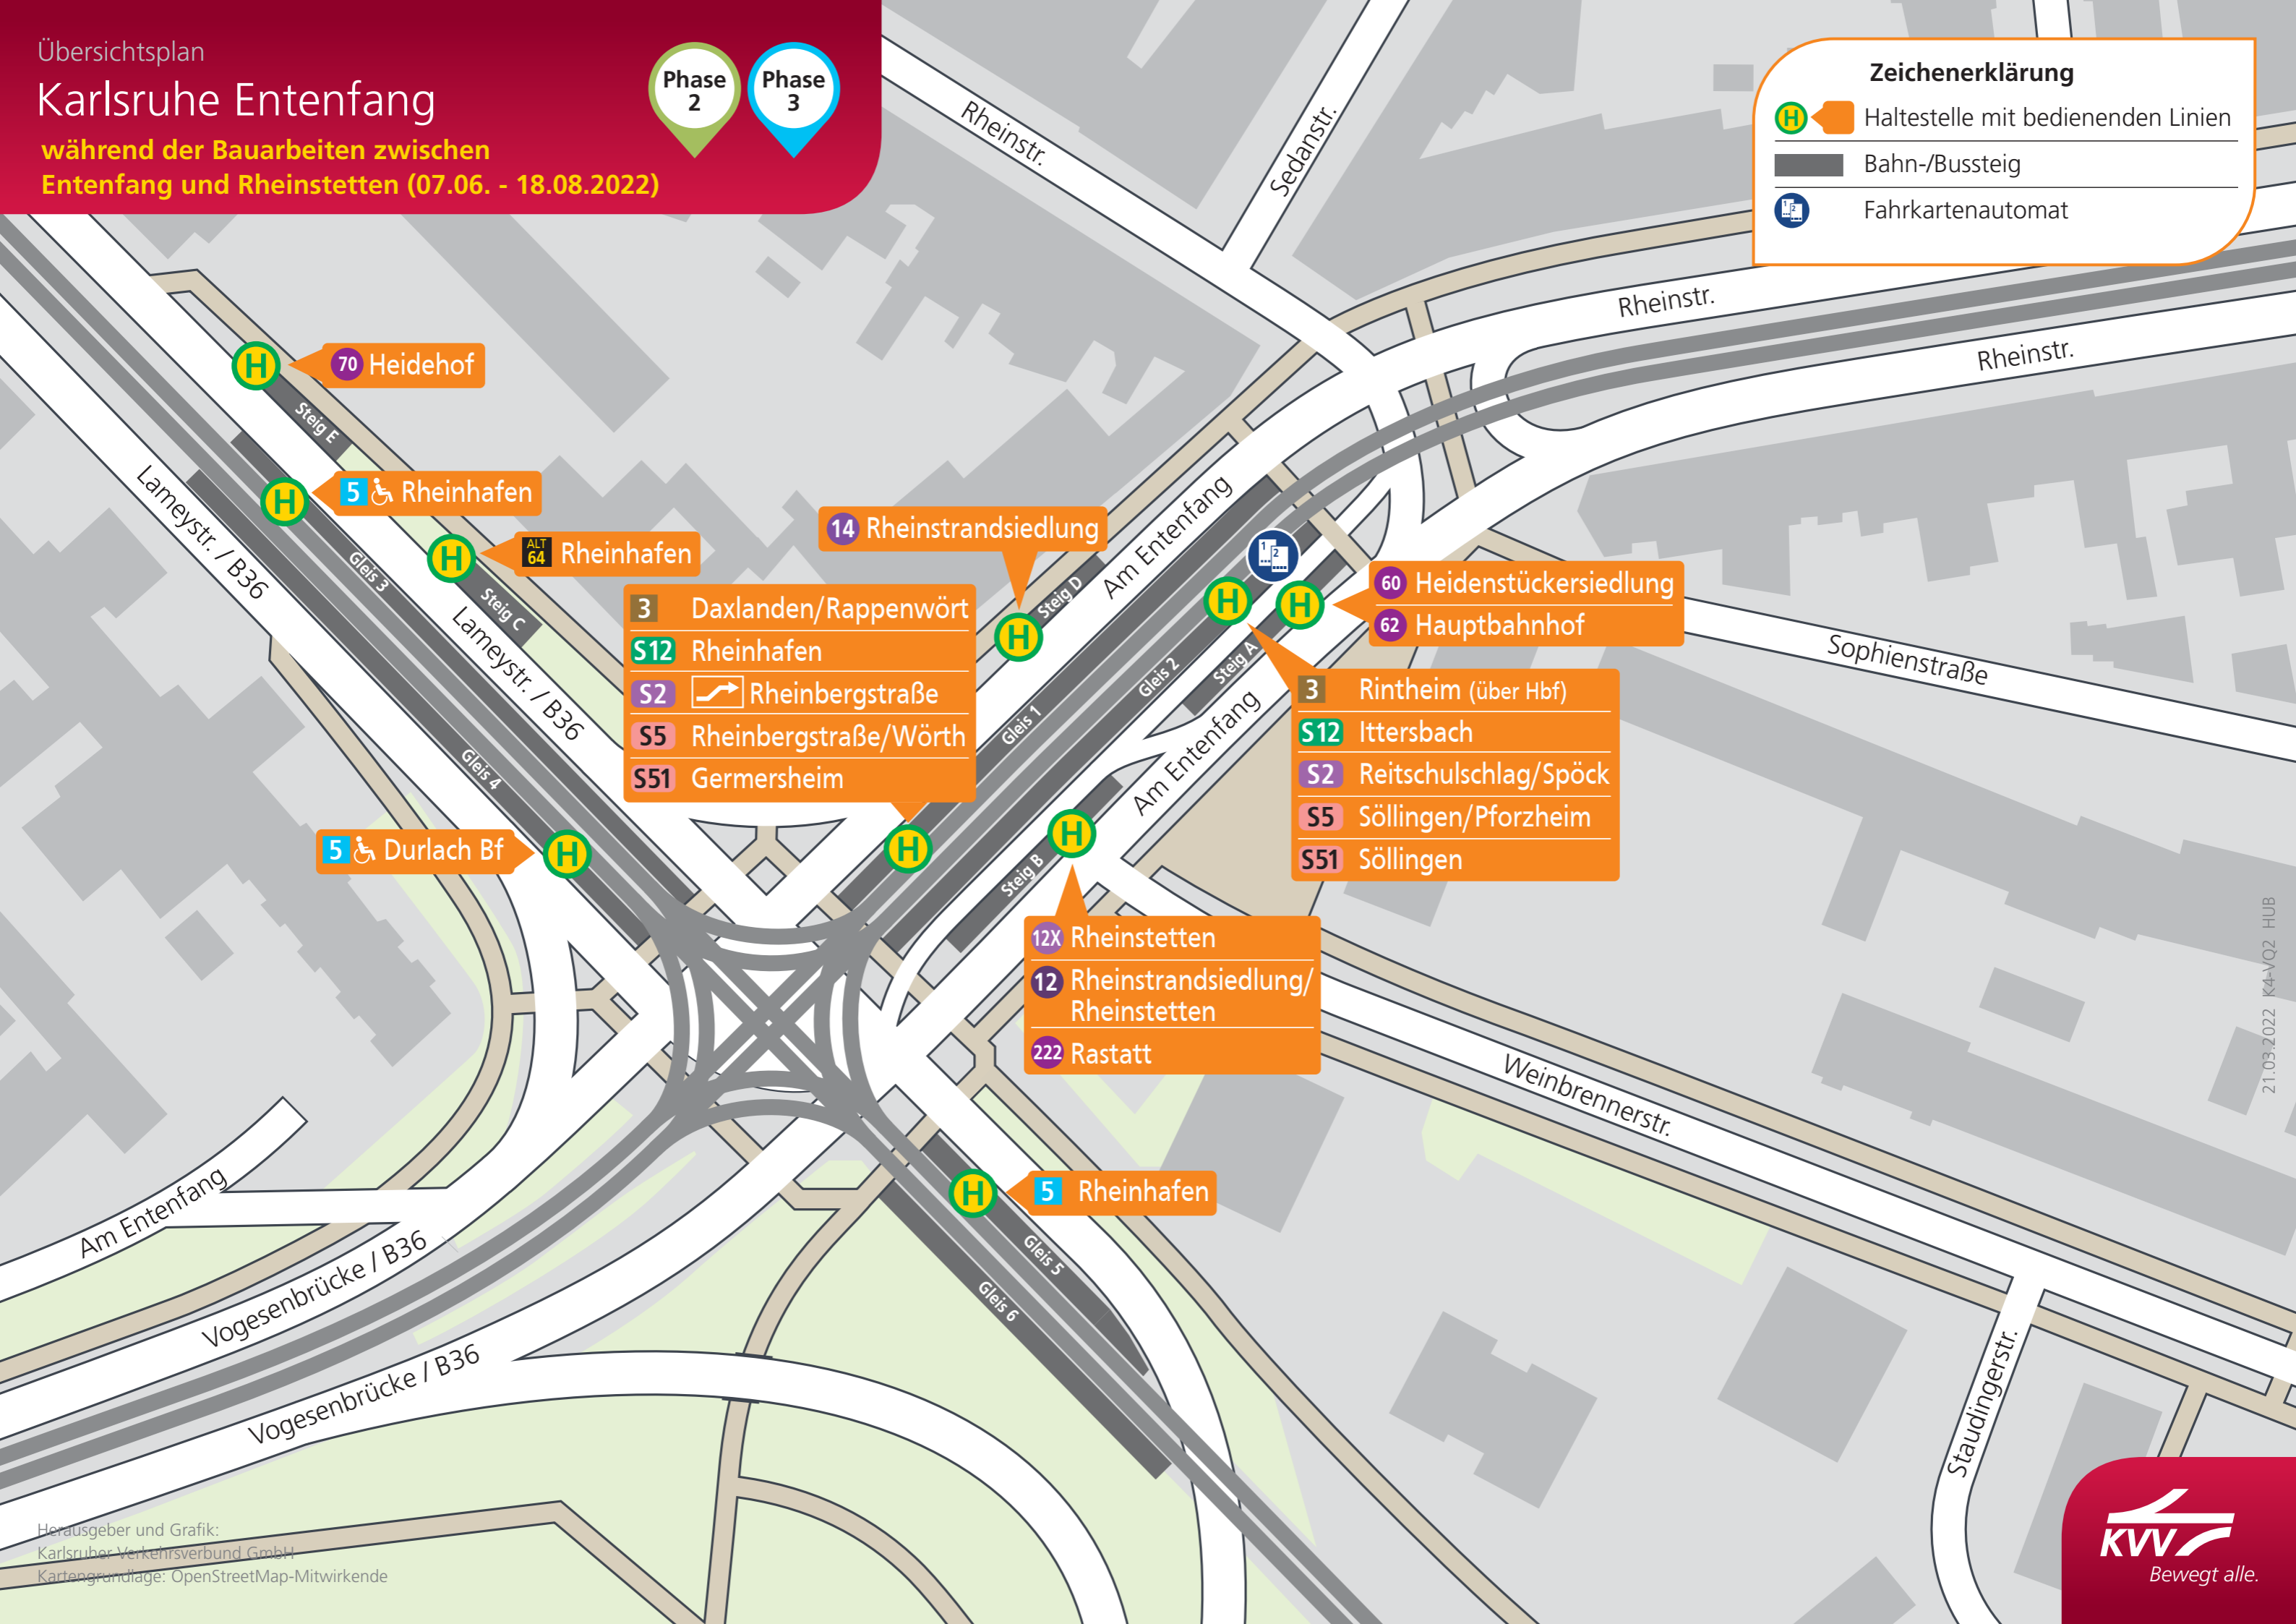 Übersichtsplan
Karlsruhe Entenfang
während der Bauarbeiten zwischen
Entenfang und Rheinstetten (07.06. - 18.08.2022)
Phase
2
Phase
3
Zeichenerklärung
H Haltestelle mit bedienenden Linien
Bahn-/Bussteig
1 2 Fahrkartenautomat
Rheinstr.
Sedanstr.
Rheinstr.
Rheinstr.
H 70 Heidehof
Steig E
H 5 Rheinhafen
Gleis 3
Lameystr. / B36
H ALT 64 Rheinhafen
Steig C
Lameystr. / B36
Gleis 4
H 5 Durlach Bf
14 Rheinstrandsiedlung
H
Steig D
Am Entenfang
3 Daxlanden/Rappenwört
S12 Rheinhafen
S2 Rheinbergstraße
S5 Rheinbergstraße/Wörth
S51 Germersheim
H
Gleis 1
Gleis 2
1 2
H
H
60 Heidenstückersiedlung
62 Hauptbahnhof
Steig A
Am Entenfang
3 Rintheim (über Hbf)
S12 Ittersbach
S2 Reitschulschlag/Spöck
S5 Söllingen/Pforzheim
S51 Söllingen
Sophienstraße
H
Steig B
12X Rheinstetten
12 Rheinstrandsiedlung/
Rheinstetten
222 Rastatt
Weinbrennerstr.
H 5 Rheinhafen
Gleis 5
Gleis 6
Am Entenfang
Vogesenbrücke / B36
Vogesenbrücke / B36
Staudingerstr.
21.03.2022 K4-VQ2 HUB
Herausgeber und Grafik:
Karlsruher Verkehrsverbund GmbH
Kartengrundlage: OpenStreetMap-Mitwirkende
KVV
Bewegt alle.